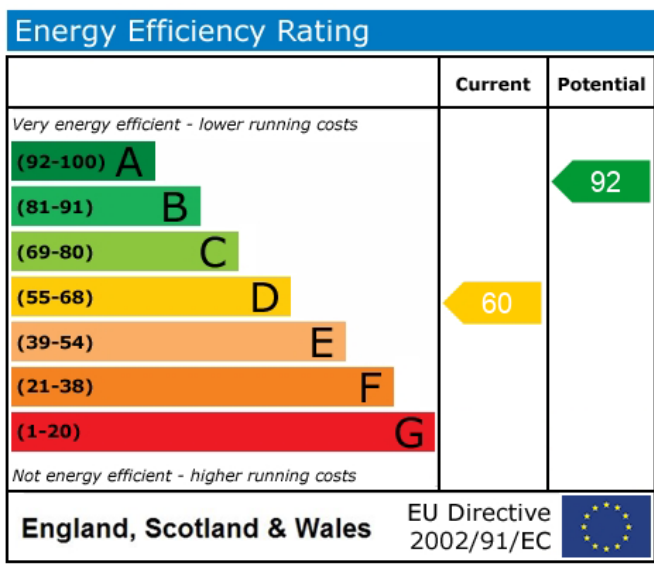 Energy Efficiency Rating
Current Potential
Very energy efficient - lower running costs
(92-100) A
92
(81-91) B
(69-80) C
(55-68) D
60
(39-54) E
(21-38) F
(1-20) G
Not energy efficient - higher running costs
England, Scotland & Wales
EU Directive
2002/91/EC